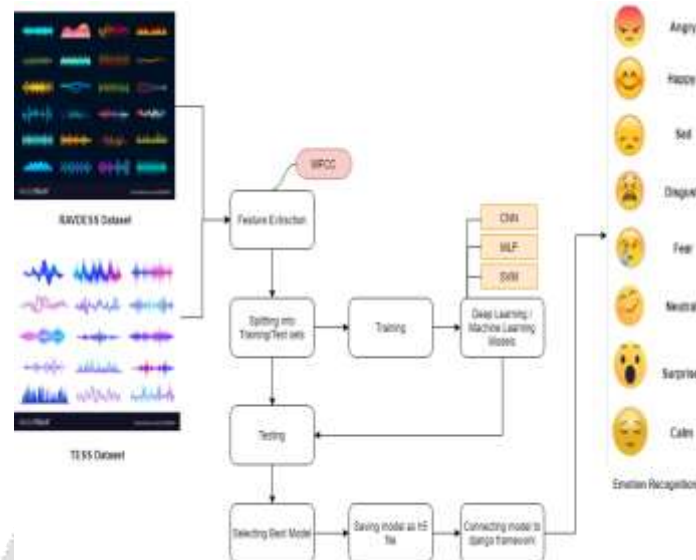 RAVDESS Dataset
MFCC
Feature Extraction
CNN
MLP
SVM
Splitting into
Training/Test sets
Training
Deep Learning /
Machine Learning
Models
TESS Dataset
Testing
Selecting Best Model
Saving model as h5
file
Connecting model to
django framework
Angry
Happy
Sad
Disgus
Fear
Neutral
Surprise
Calm
Emotion Recognition